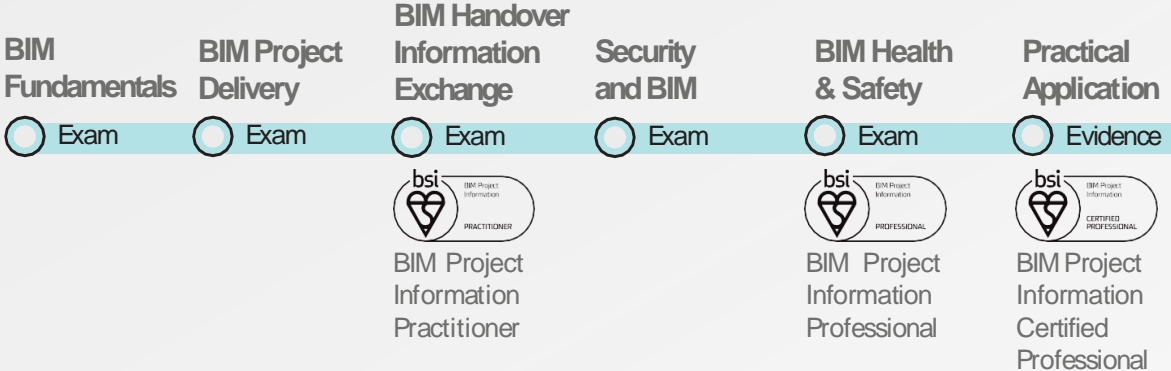 BIM
Fundamentals
Exam
BIM Project
Delivery
Exam
BIM Handover
Information
Exchange
Exam
bsi
BIM Project
Information
PRACTITIONER
BIM Project
Information
Practitioner
Security
and BIM
Exam
BIM Health
& Safety
Exam
bsi
BIM Project
Information
PROFESSIONAL
BIM Project
Information
Professional
Practical
Application
Evidence
bsi
BIM Project
Information
CERTIFIED
PROFESSIONAL
BIM Project
Information
Certified
Professional